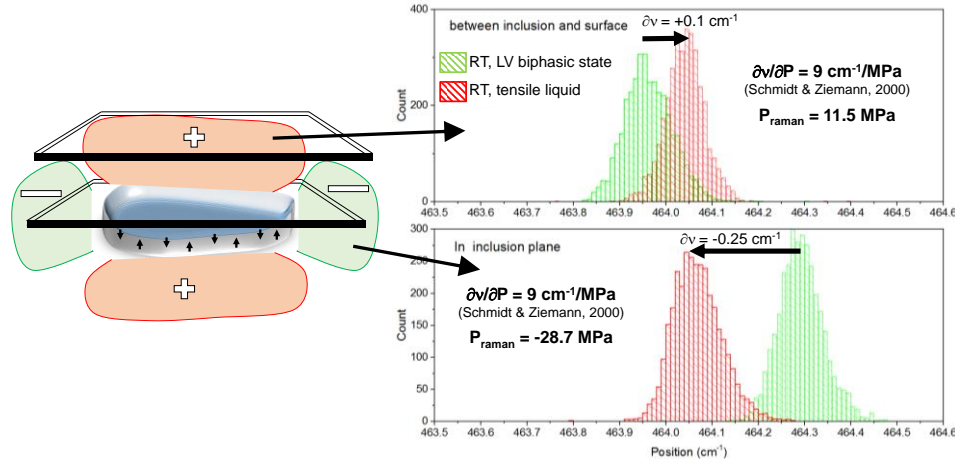 between inclusion and surface
∂ν = +0.1 cm⁻¹
RT, LV biphasic state
RT, tensile liquid
∂ν/∂P = 9 cm⁻¹/MPa
(Schmidt & Ziemann, 2000)
P_raman = 11.5 MPa
Count
400
200
0
463.5 463.6 463.7 463.8 463.9 464.0 464.1 464.2 464.3 464.4 464.5 464.6
In inclusion plane
∂ν = -0.25 cm⁻¹
∂ν/∂P = 9 cm⁻¹/MPa
(Schmidt & Ziemann, 2000)
P_raman = -28.7 MPa
Count
300
250
200
150
100
50
0
463.5 463.6 463.7 463.8 463.9 464.0 464.1 464.2 464.3 464.4 464.5 464.6
Position (cm⁻¹)